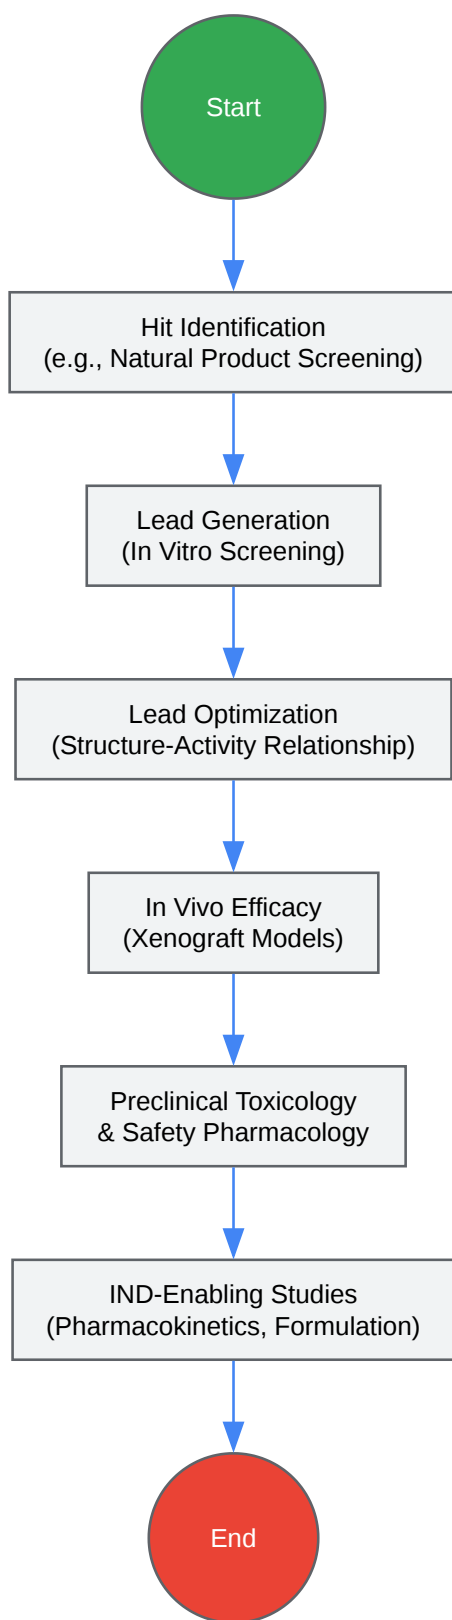 Start
Hit Identification
(e.g., Natural Product Screening)
Lead Generation
(In Vitro Screening)
Lead Optimization
(Structure-Activity Relationship)
In Vivo Efficacy
(Xenograft Models)
Preclinical Toxicology
& Safety Pharmacology
IND-Enabling Studies
(Pharmacokinetics, Formulation)
End